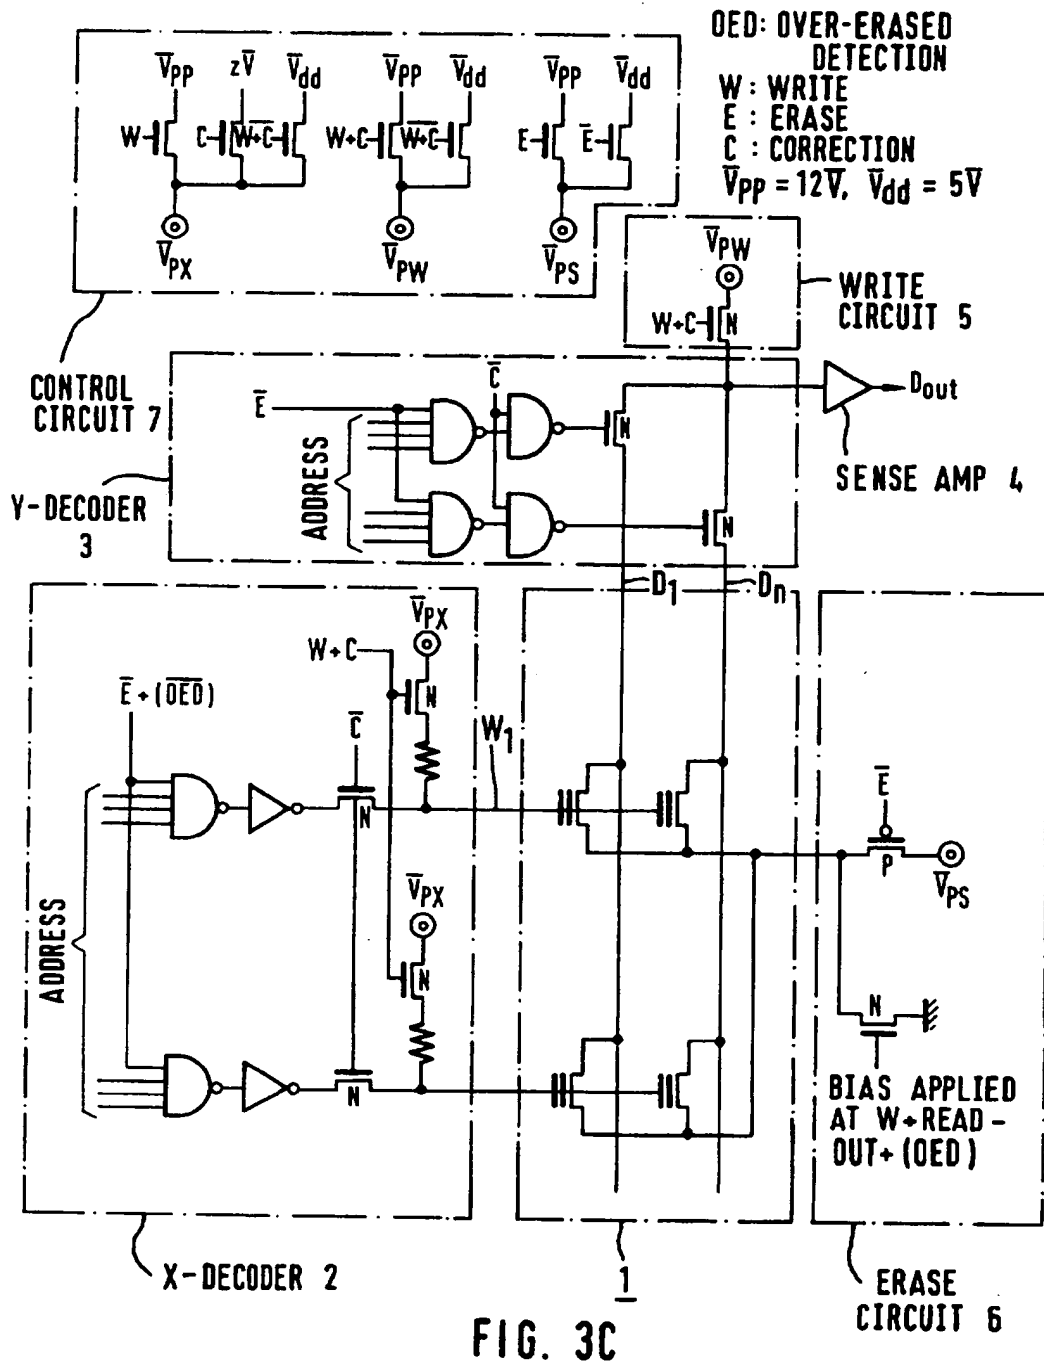 OED: OVER-ERASED
DETECTION
W : WRITE
E : ERASE
C : CORRECTION
V̅PP = 12V̅, V̅dd = 5V̅
V̅PP zV̅ V̅dd V̅PP V̅dd V̅PP V̅dd
W C W̅+̅C̅ W+C W̅+̅C̅ E E̅
V̅PX V̅PW V̅PS
V̅PW
W+C N
WRITE
CIRCUIT 5
CONTROL
CIRCUIT 7
E̅ C̅
N
Dout
ADDRESS
SENSE AMP 4
Y-DECODER
3
N
D1 Dn
V̅PX
W+C
N
E̅ + (O̅E̅D̅)
C̅
W1
N
E̅
P
V̅PS
ADDRESS
V̅PX
N
N
N
BIAS APPLIED
AT W+READ-
OUT+(OED)
X-DECODER 2
1
ERASE
CIRCUIT 6
FIG. 3C